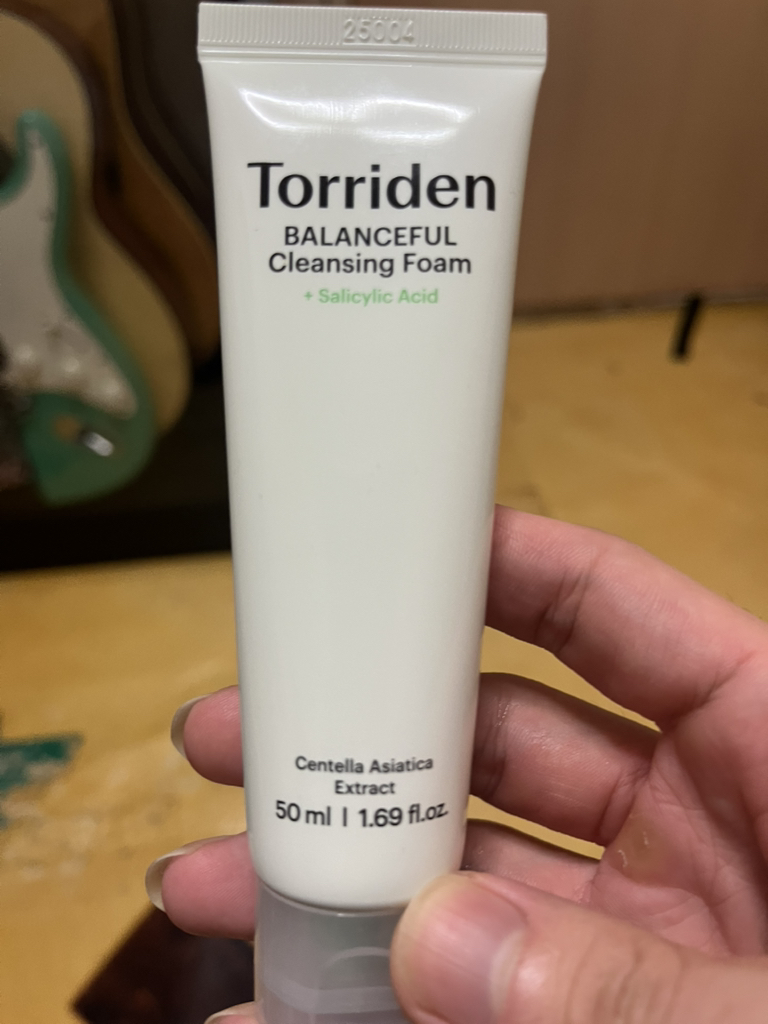 25004
Torriden
BALANCEFUL
Cleansing Foam
+ Salicylic Acid
Centella Asiatica
Extract
50 ml | 1.69 fl.oz.